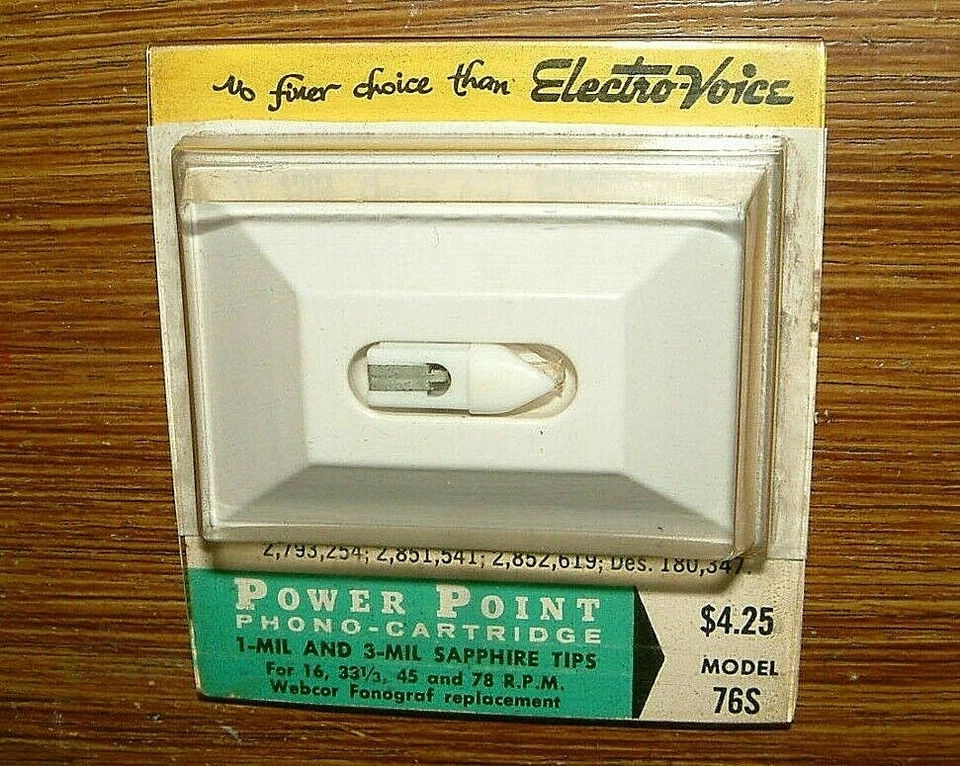 No finer choice than Electro-Voice
2,793,254; 2,851,541; 2,852,619; Des. 180,347.
POWER POINT
PHONO-CARTRIDGE
1-MIL AND 3-MIL SAPPHIRE TIPS
For 16, 33⅓, 45 and 78 R.P.M.
Webcor Fonograf replacement
$4.25
MODEL
76S